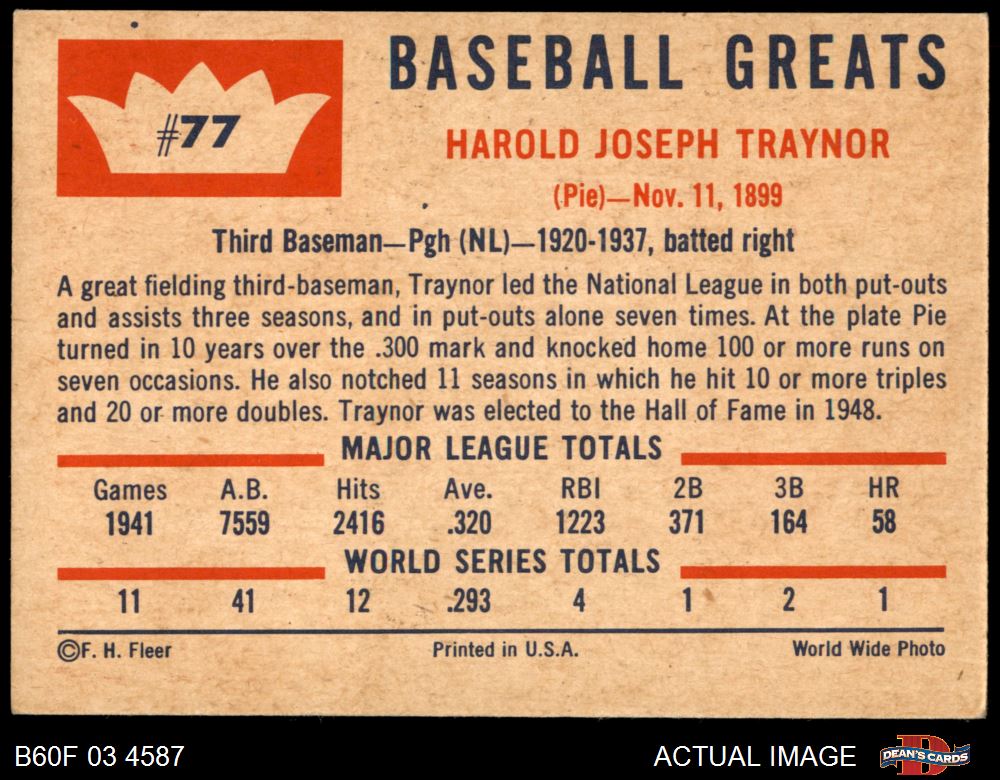 BASEBALL GREATS
#77
HAROLD JOSEPH TRAYNOR
(Pie)—Nov. 11, 1899
Third Baseman—Pgh (NL)—1920-1937, batted right
A great fielding third-baseman, Traynor led the National League in both put-outs
and assists three seasons, and in put-outs alone seven times. At the plate Pie
turned in 10 years over the .300 mark and knocked home 100 or more runs on
seven occasions. He also notched 11 seasons in which he hit 10 or more triples
and 20 or more doubles. Traynor was elected to the Hall of Fame in 1948.
MAJOR LEAGUE TOTALS
Games A.B. Hits Ave. RBI 2B 3B HR
1941 7559 2416 .320 1223 371 164 58
WORLD SERIES TOTALS
11 41 12 .293 4 1 2 1
©F. H. Fleer Printed in U.S.A. World Wide Photo
B60F 03 4587 ACTUAL IMAGE DEAN'S CARDS